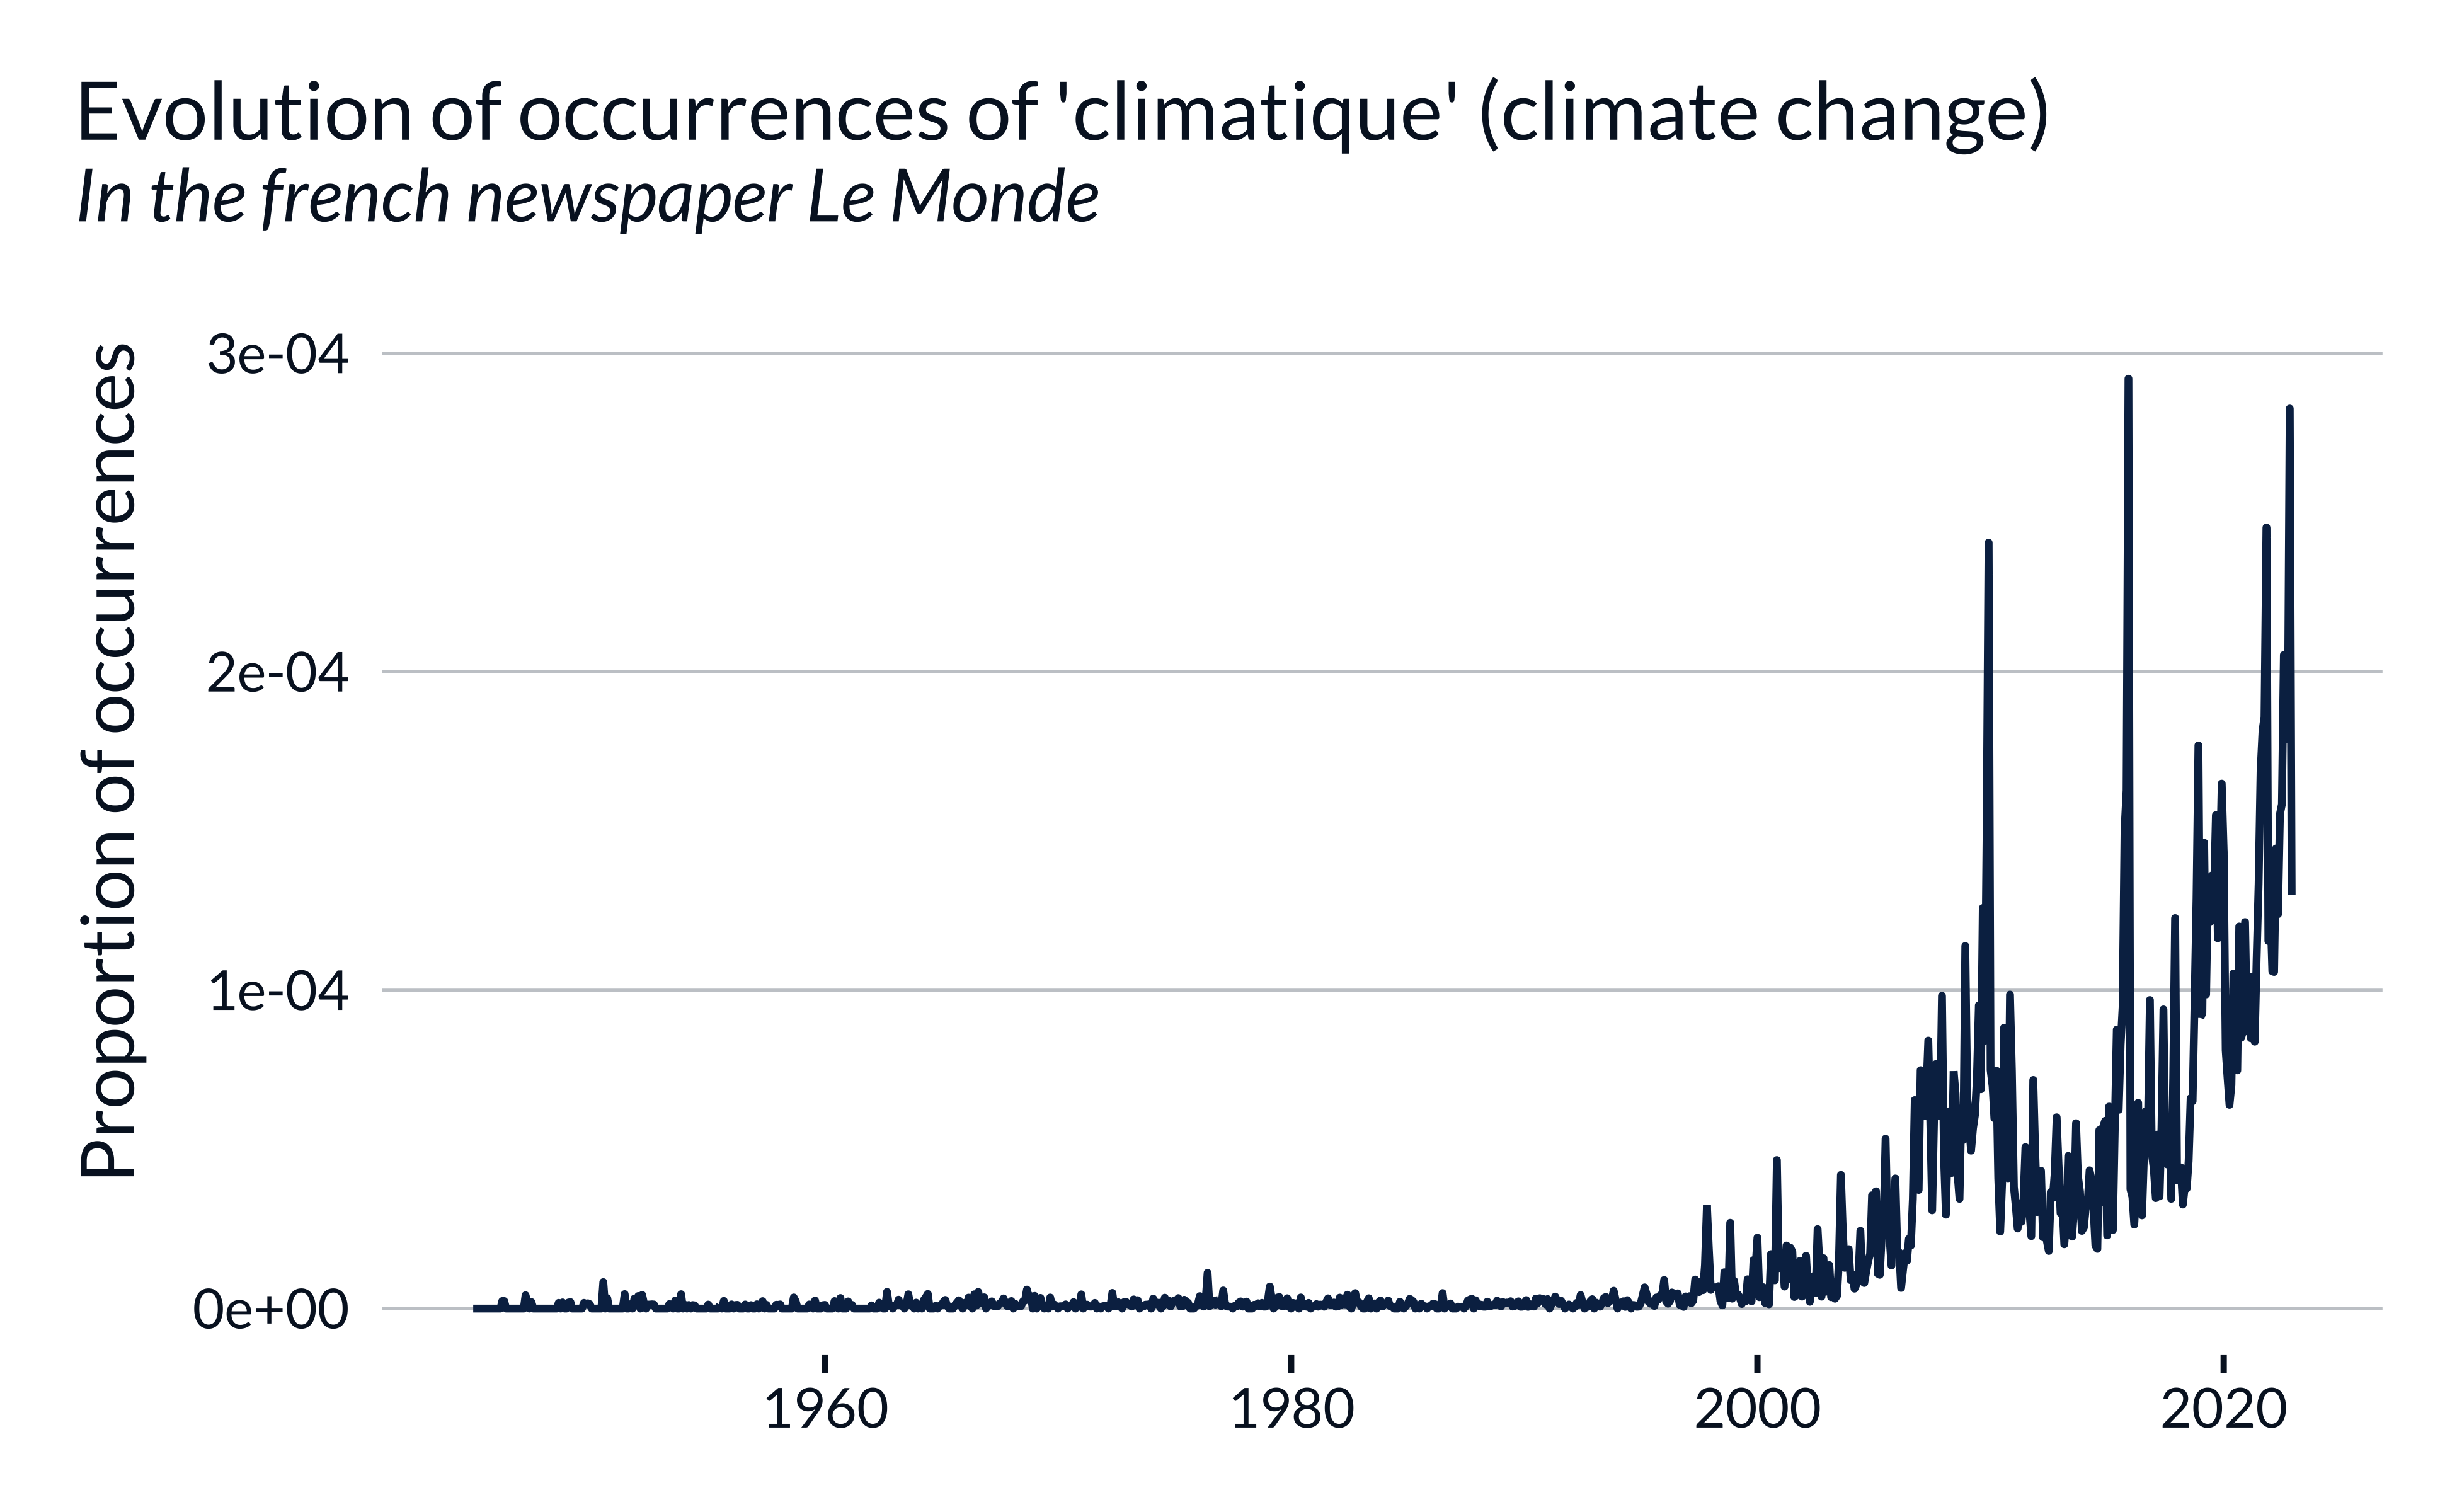 Evolution of occurrences of 'climatique' (climate change)
In the french newspaper Le Monde
Proportion of occurrences
3e-04
2e-04
1e-04
0e+00
1960
1980
2000
2020